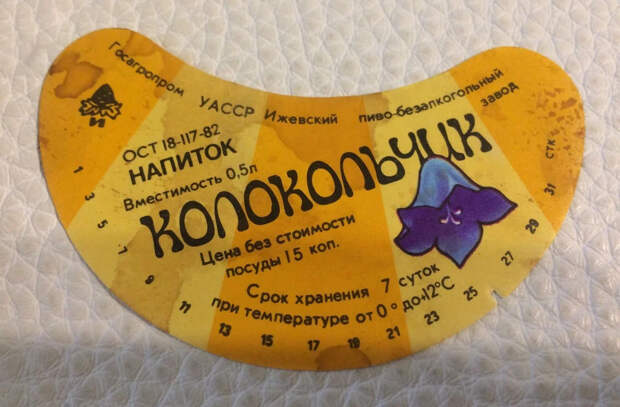 Госагропром УАССР Ижевский пиво-безалкогольный завод
И
ОСТ 18-117-82
НАПИТОК
Вместимость 0,5л
КОЛОКОЛЬЧИК
Цена без стоимости
посуды 15 коп.
Срок хранения 7 суток
при температуре от 0° до +12°С
1 3 5 7 9 11 13 15 17 19 21 23 25 27 29 31 СТК